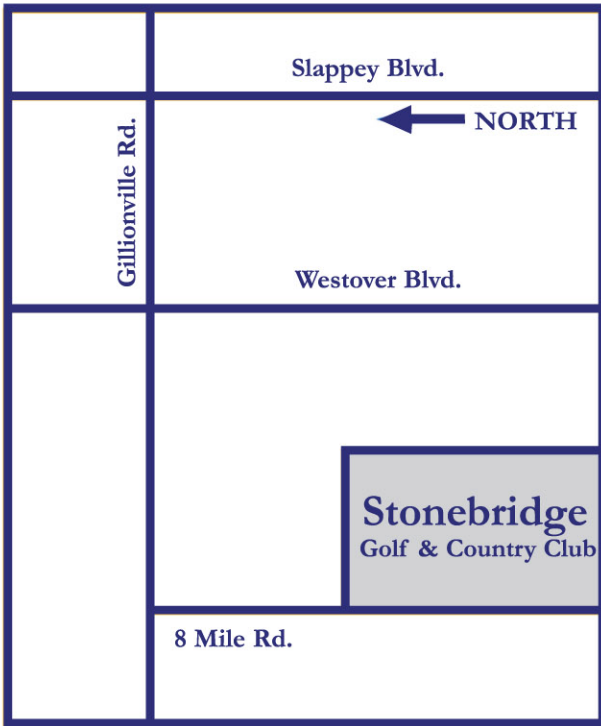 Slappey Blvd.
NORTH
Gillionville Rd.
Westover Blvd.
Stonebridge
Golf & Country Club
8 Mile Rd.